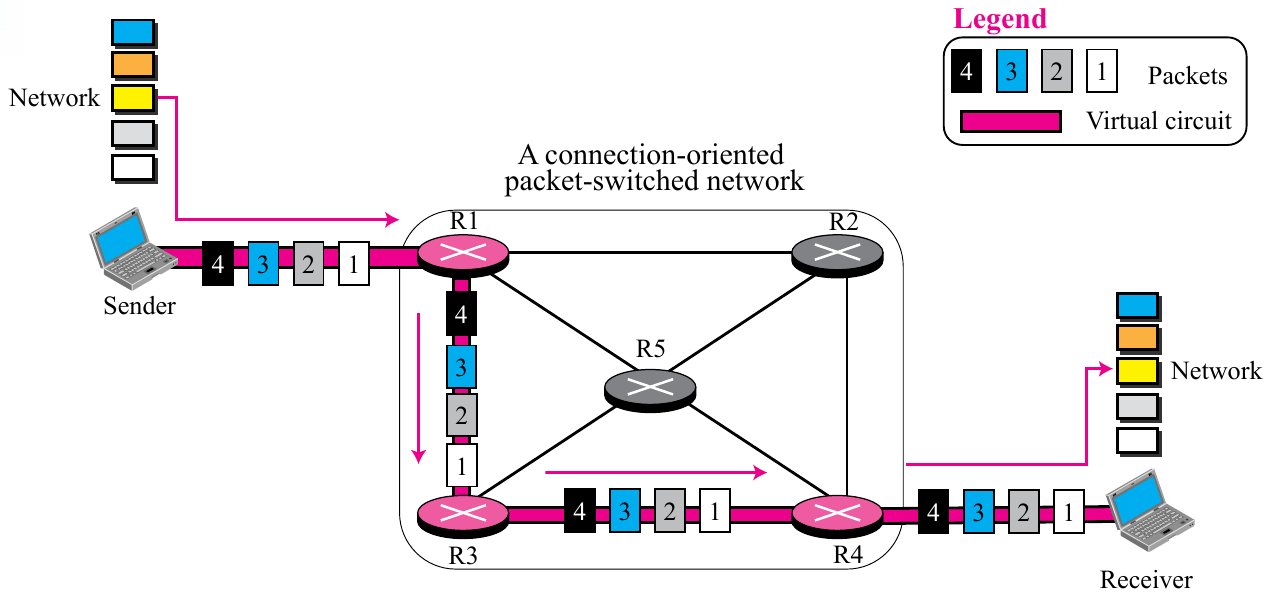 Legend
4 3 2 1 Packets
Virtual circuit
Network
A connection-oriented
packet-switched network
R1
R2
4 3 2 1
Sender
4
3
2
1
R5
Network
R3
4 3 2 1
R4
4 3 2 1
Receiver